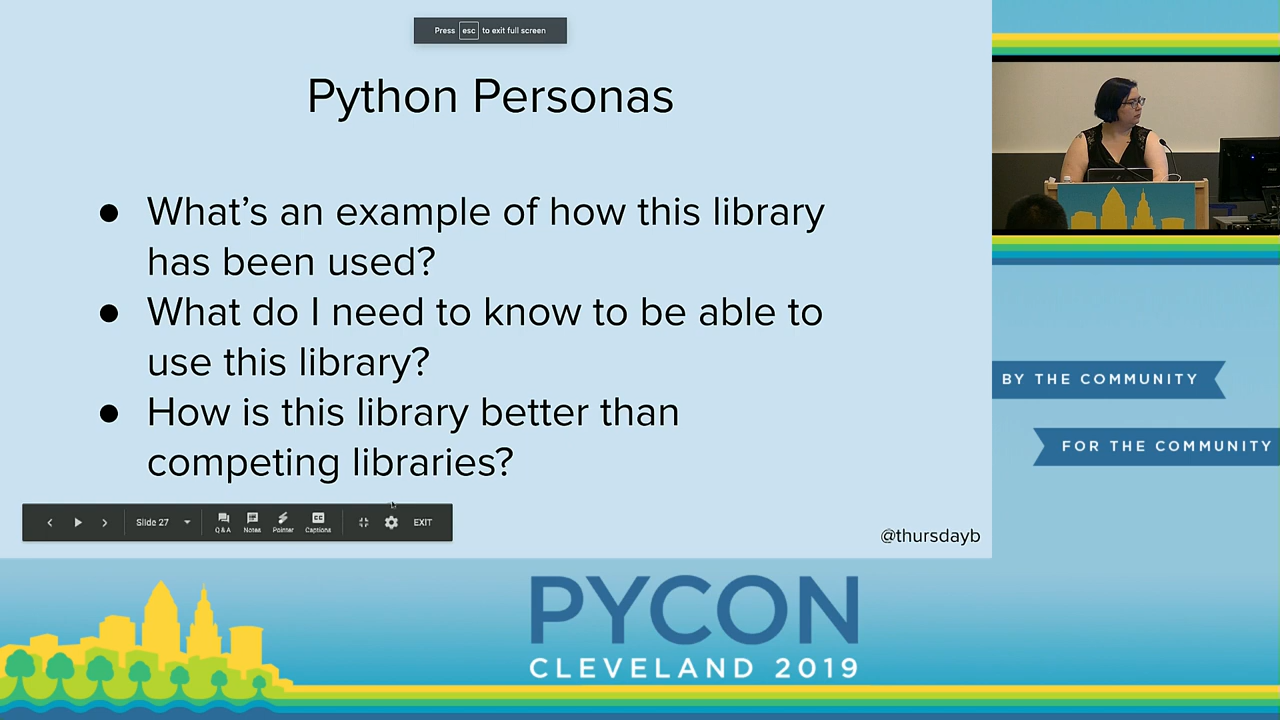 Press esc to exit full screen
Python Personas
● What's an example of how this library
has been used?
● What do I need to know to be able to
use this library?
● How is this library better than
competing libraries?
Slide 27
Q & A
Notes
Pointer
Captions
EXIT
@thursdayb
BY THE COMMUNITY
FOR THE COMMUNITY
PYCON
CLEVELAND 2019